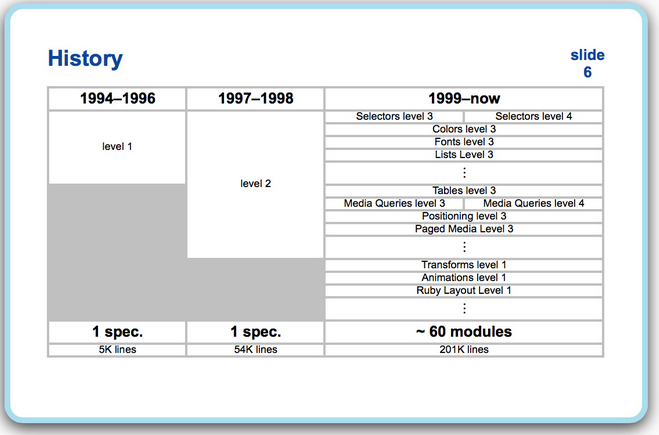 History
slide
6
1994–1996 1997–1998 1999–now
level 1
level 2
Selectors level 3 Selectors level 4
Colors level 3
Fonts level 3
Lists Level 3
⋮
Tables level 3
Media Queries level 3 Media Queries level 4
Positioning level 3
Paged Media Level 3
⋮
Transforms level 1
Animations level 1
Ruby Layout Level 1
⋮
1 spec. 1 spec. ~ 60 modules
5K lines 54K lines 201K lines